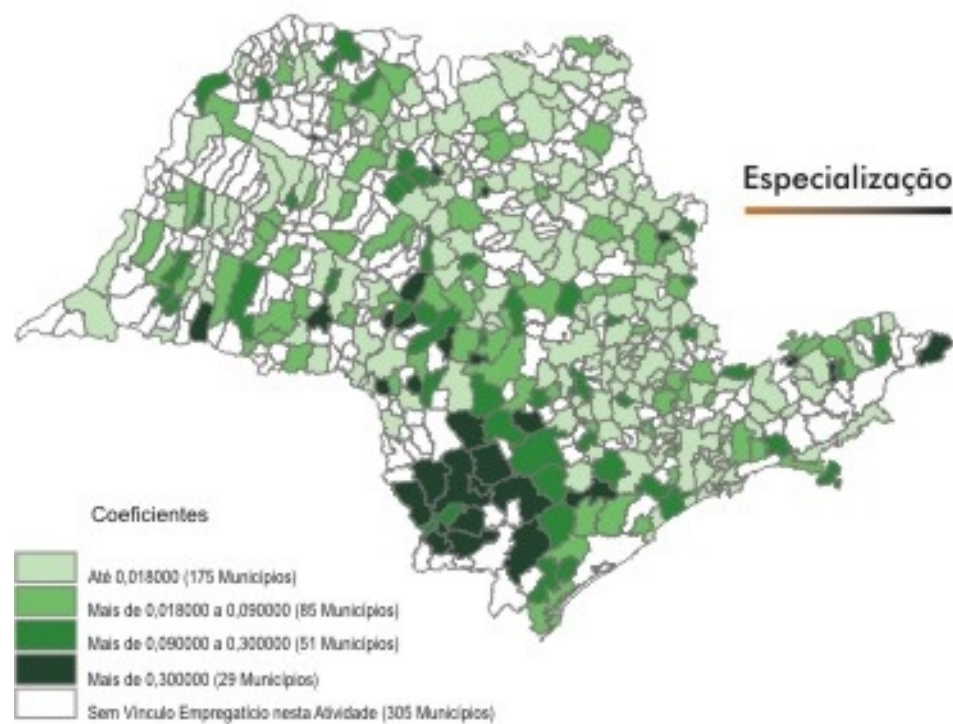 Especialização
Coeficientes
Até 0,018000 (175 Municípios)
Mais de 0,018000 a 0,090000 (85 Municípios)
Mais de 0,090000 a 0,300000 (51 Municípios)
Mais de 0,300000 (29 Municípios)
Sem Vínculo Empregatício nesta Atividade (305 Municípios)